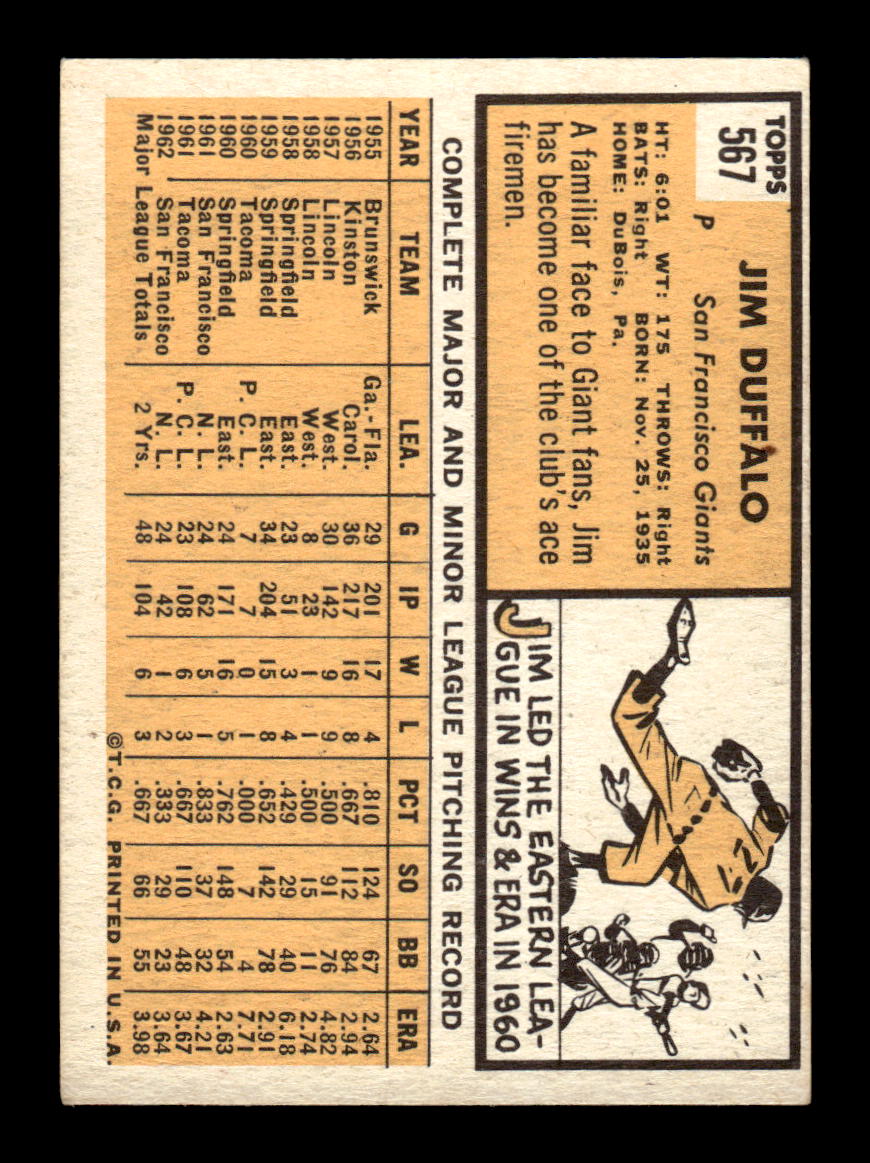 TOPPS
567
JIM DUFFALO
P San Francisco Giants
HT: 6:01 WT: 175 THROWS: Right
BATS: Right BORN: Nov. 25, 1935
HOME: DuBois, Pa.
A familiar face to Giant fans, Jim
has become one of the club's ace
firemen.
JIM LED THE EASTERN LEA-
GUE IN WINS & ERA IN 1960
COMPLETE MAJOR AND MINOR LEAGUE PITCHING RECORD
YEAR TEAM LEA. G IP W L PCT SO BB ERA
1955 Brunswick Ga.-Fla. 29 201 17 4 .810 124 67 2.64
1956 Kinston Carol. 36 217 16 8 .667 112 84 2.94
1957 Lincoln West. 30 142 9 9 .500 91 76 4.82
1958 Lincoln West. 8 23 1 1 .500 15 11 2.74
1958 Springfield East. 23 51 3 4 .429 29 40 6.18
1959 Springfield East. 34 204 15 8 .652 142 78 2.91
1960 Tacoma P. C. L. 7 7 0 1 .000 7 4 7.71
1960 Springfield East. 24 171 16 5 .762 148 54 2.63
1961 San Francisco N. L. 24 62 5 1 .833 37 32 4.21
1961 Tacoma P. C. L. 23 108 6 3 .667 110 48 3.67
1962 San Francisco N. L. 24 42 1 2 .333 29 23 3.64
Major League Totals 2 Yrs. 48 104 6 3 .667 66 55 3.98
©T.C.G. PRINTED IN U.S.A.